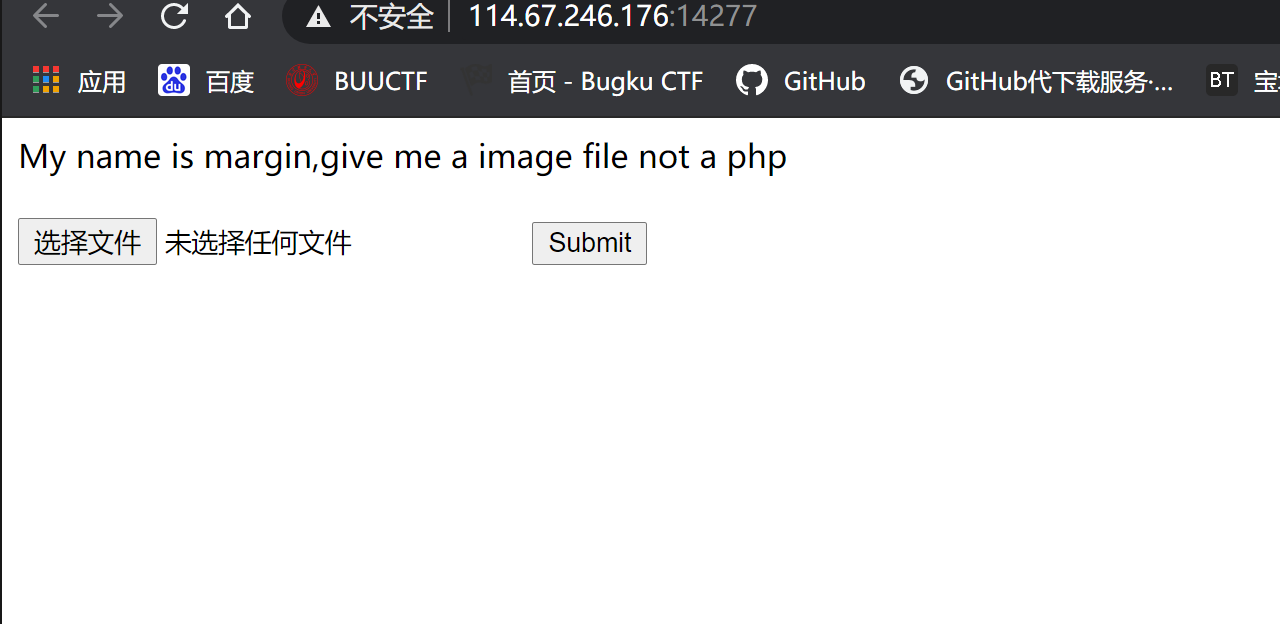 不安全 114.67.246.176:14277
应用 百度 BUUCTF 首页 - Bugku CTF GitHub GitHub代下载服务·... BT
My name is margin,give me a image file not a php
选择文件 未选择任何文件 Submit